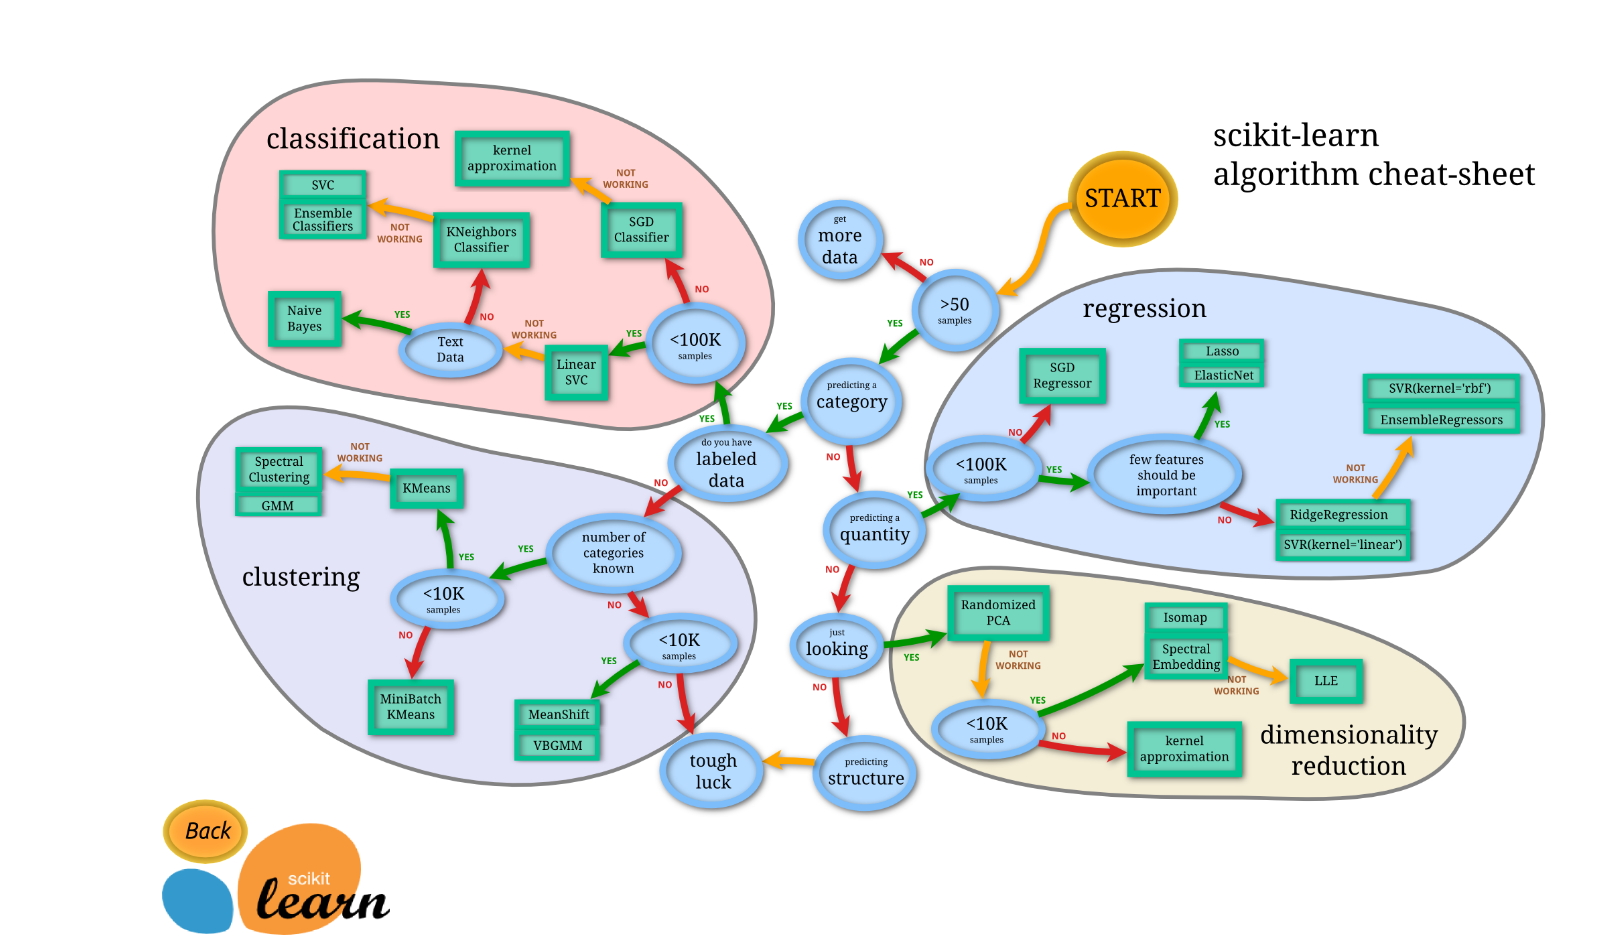 scikit-learn
algorithm cheat-sheet
START
get
more
data
NO
>50
samples
YES
predicting a
category
YES
NO
do you have
labeled
data
YES
NO
predicting a
quantity
YES
NO
just
looking
YES
NO
predicting
structure
tough
luck
classification
kernel
approximation
NOT
WORKING
SVC
Ensemble
Classifiers
NOT
WORKING
KNeighbors
Classifier
SGD
Classifier
NO
Naive
Bayes
YES
NO
Text
Data
NOT
WORKING
Linear
SVC
YES
<100K
samples
regression
SGD
Regressor
Lasso
ElasticNet
SVR(kernel='rbf')
EnsembleRegressors
NO
YES
<100K
samples
YES
few features
should be
important
NOT
WORKING
NO
RidgeRegression
SVR(kernel='linear')
clustering
Spectral
Clustering
GMM
NOT
WORKING
KMeans
YES
YES
number of
categories
known
<10K
samples
NO
NO
<10K
samples
YES
NO
MiniBatch
KMeans
MeanShift
VBGMM
Randomized
PCA
NOT
WORKING
Isomap
Spectral
Embedding
NOT
WORKING
LLE
YES
<10K
samples
NO
kernel
approximation
dimensionality
reduction
Back
scikit
learn